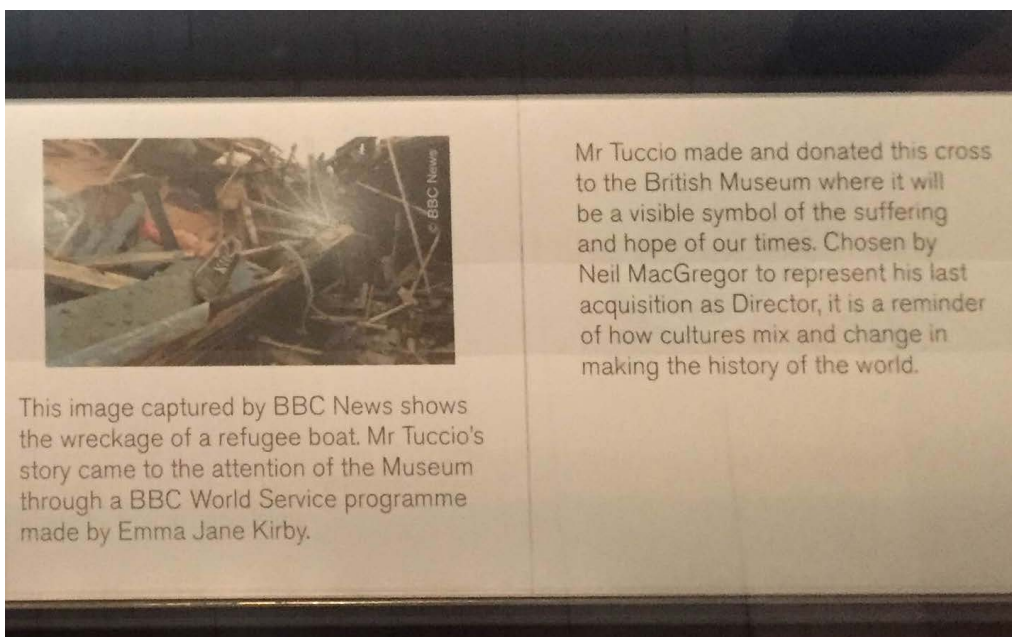 © BBC News
This image captured by BBC News shows
the wreckage of a refugee boat. Mr Tuccio's
story came to the attention of the Museum
through a BBC World Service programme
made by Emma Jane Kirby.
Mr Tuccio made and donated this cross
to the British Museum where it will
be a visible symbol of the suffering
and hope of our times. Chosen by
Neil MacGregor to represent his last
acquisition as Director, it is a reminder
of how cultures mix and change in
making the history of the world.